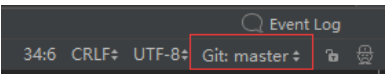 Event Log
34:6 CRLF UTF-8 Git: master